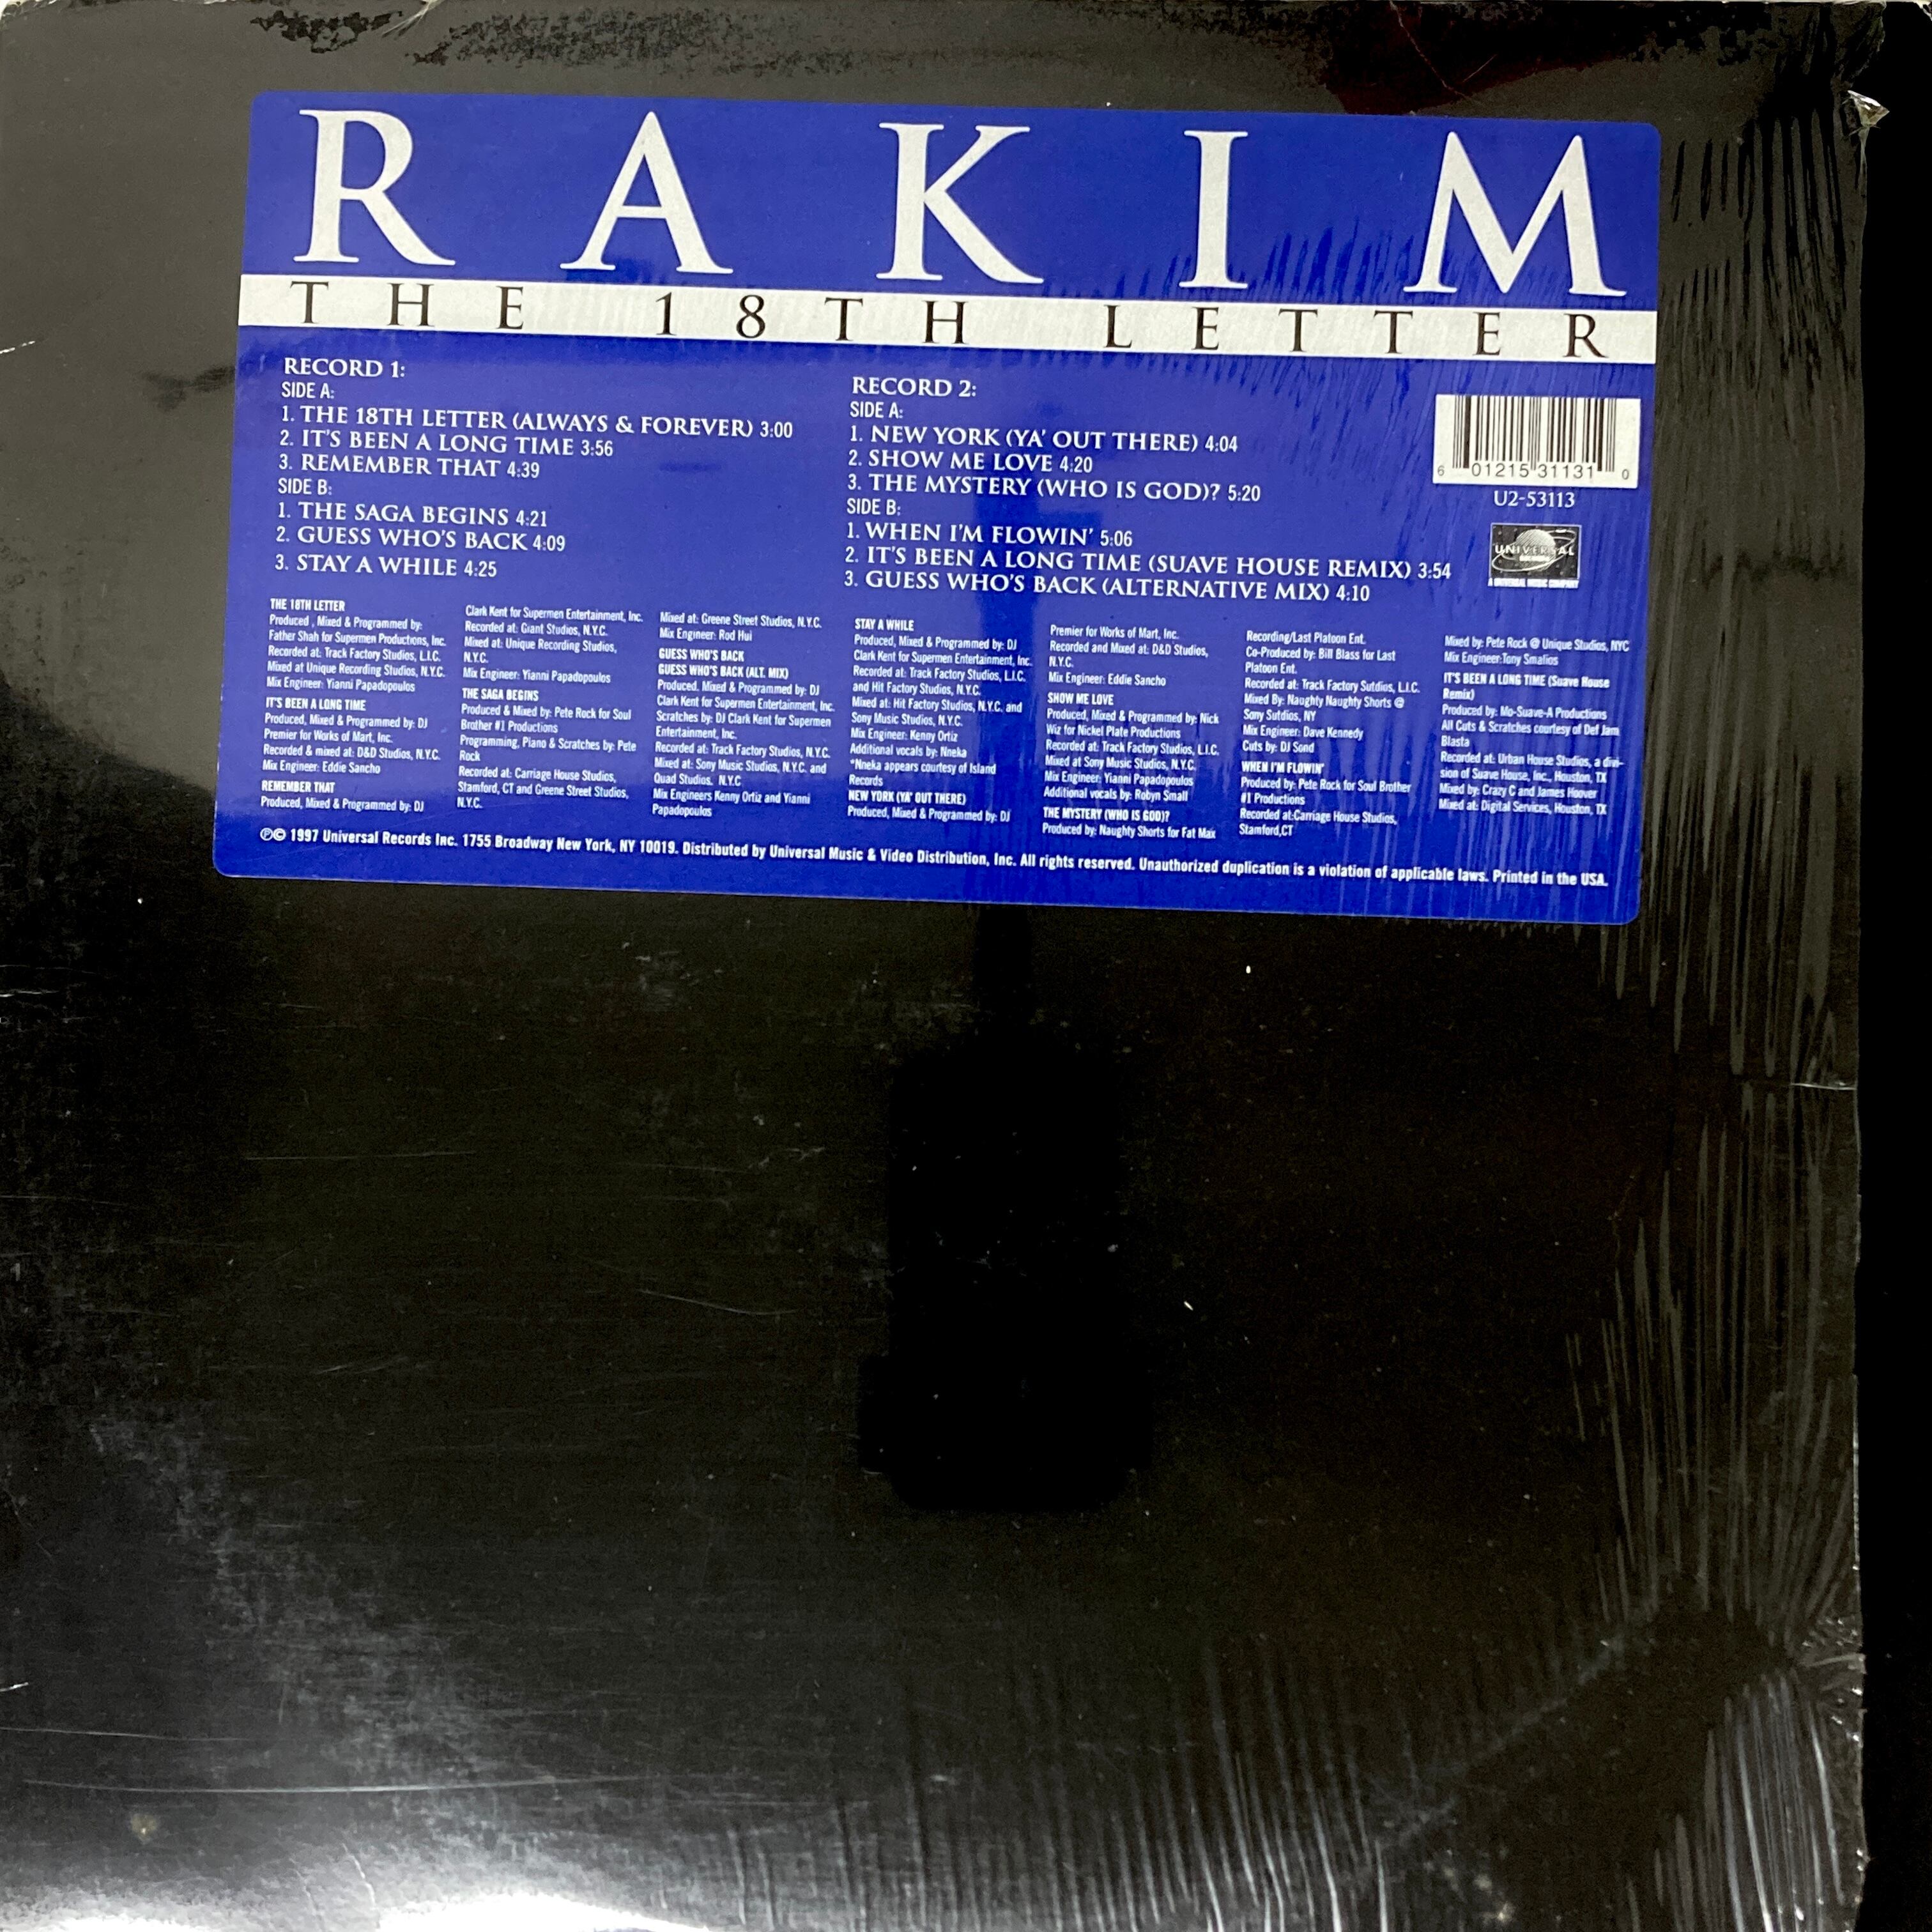 RAKIM
THE 18TH LETTER
RECORD 1:
SIDE A:
1. THE 18TH LETTER (ALWAYS & FOREVER) 3:00
2. IT'S BEEN A LONG TIME 3:56
3. REMEMBER THAT 4:39
SIDE B:
1. THE SAGA BEGINS 4:21
2. GUESS WHO'S BACK 4:09
3. STAY A WHILE 4:25
RECORD 2:
SIDE A:
1. NEW YORK (YA' OUT THERE) 4:04
2. SHOW ME LOVE 4:20
3. THE MYSTERY (WHO IS GOD)? 5:20
SIDE B:
1. WHEN I'M FLOWIN' 5:06
2. IT'S BEEN A LONG TIME (SUAVE HOUSE REMIX) 3:54
3. GUESS WHO'S BACK (ALTERNATIVE MIX) 4:10
6 01215 31131 0
U2-53113
UNIVERSAL
RECORDS
A UNIVERSAL MUSIC COMPANY
THE 18TH LETTER
Produced , Mixed & Programmed by:
Father Shah for Supermen Productions, Inc.
Recorded at: Track Factory Studios, L.I.C.
Mixed at Unique Recording Studios, N.Y.C.
Mix Engineer: Yianni Papadopoulos
IT'S BEEN A LONG TIME
Produced, Mixed & Programmed by: DJ
Premier for Works of Mart, Inc.
Recorded & mixed at: D&D Studios, N.Y.C.
Mix Engineer: Eddie Sancho
REMEMBER THAT
Produced, Mixed & Programmed by: DJ
Clark Kent for Supermen Entertainment, Inc.
Recorded at: Giant Studios, N.Y.C.
Mixed at: Unique Recording Studios,
N.Y.C.
Mix Engineer: Yianni Papadopoulos
THE SAGA BEGINS
Produced & Mixed by: Pete Rock for Soul
Brother #1 Productions
Programming, Piano & Scratches by: Pete
Rock
Recorded at: Carriage House Studios,
Stamford, CT and Greene Street Studios,
N.Y.C.
Mixed at: Greene Street Studios, N.Y.C.
Mix Engineer: Rod Hui
GUESS WHO'S BACK
GUESS WHO'S BACK (ALT. MIX)
Produced, Mixed & Programmed by: DJ
Clark Kent for Supermen Entertainment, Inc.
Scratches by: DJ Clark Kent for Supermen
Entertainment, Inc.
Recorded at: Track Factory Studios, N.Y.C.
Mixed at: Sony Music Studios, N.Y.C. and
Quad Studios, N.Y.C
Mix Engineers Kenny Ortiz and Yianni
Papadopoulos
STAY A WHILE
Produced, Mixed & Programmed by: DJ
Clark Kent for Supermen Entertainment, Inc.
Recorded at: Track Factory Studios, L.I.C.
and Hit Factory Studios, N.Y.C.
Mixed at: Hit Factory Studios, N.Y.C. and
Sony Music Studios, N.Y.C.
Mix Engineer: Kenny Ortiz
Additional vocals by: Nneka
*Nneka appears courtesy of Island
Records
NEW YORK (YA' OUT THERE)
Produced, Mixed & Programmed by: DJ
Premier for Works of Mart, Inc.
Recorded and Mixed at: D&D Studios,
N.Y.C.
Mix Engineer: Eddie Sancho
SHOW ME LOVE
Produced, Mixed & Programmed by: Nick
Wiz for Nickel Plate Productions
Recorded at: Track Factory Studios, L.I.C.
Mixed at Sony Music Studios, N.Y.C.
Mix Engineer: Yianni Papadopoulos
Additional vocals by: Robyn Small
THE MYSTERY (WHO IS GOD)?
Produced by: Naughty Shorts for Fat Max
Recording/Last Platoon Ent.
Co-Produced by: Bill Blass for Last
Platoon Ent.
Recorded at: Track Factory Sutdios, L.I.C.
Mixed By: Naughty Naughty Shorts @
Sony Sutdios, NY
Mix Engineer: Dave Kennedy
Cuts by: DJ Sond
WHEN I'M FLOWIN'
Produced by: Pete Rock for Soul Brother
#1 Productions
Recorded at:Carriage House Studios,
Stamford,CT
Mixed by: Pete Rock @ Unique Studios, NYC
Mix Engineer:Tony Smalios
IT'S BEEN A LONG TIME (Suave House
Remix)
Produced by: Mo-Suave-A Productions
All Cuts & Scratches courtesy of Def Jam
Blasta
Recorded at: Urban House Studios, a divi-
sion of Suave House, Inc., Houston, TX
Mixed by: Crazy C and James Hoover
Mixed at: Digital Services, Houston, TX
℗© 1997 Universal Records Inc. 1755 Broadway New York, NY 10019. Distributed by Universal Music & Video Distribution, Inc. All rights reserved. Unauthorized duplication is a violation of applicable laws. Printed in the USA.